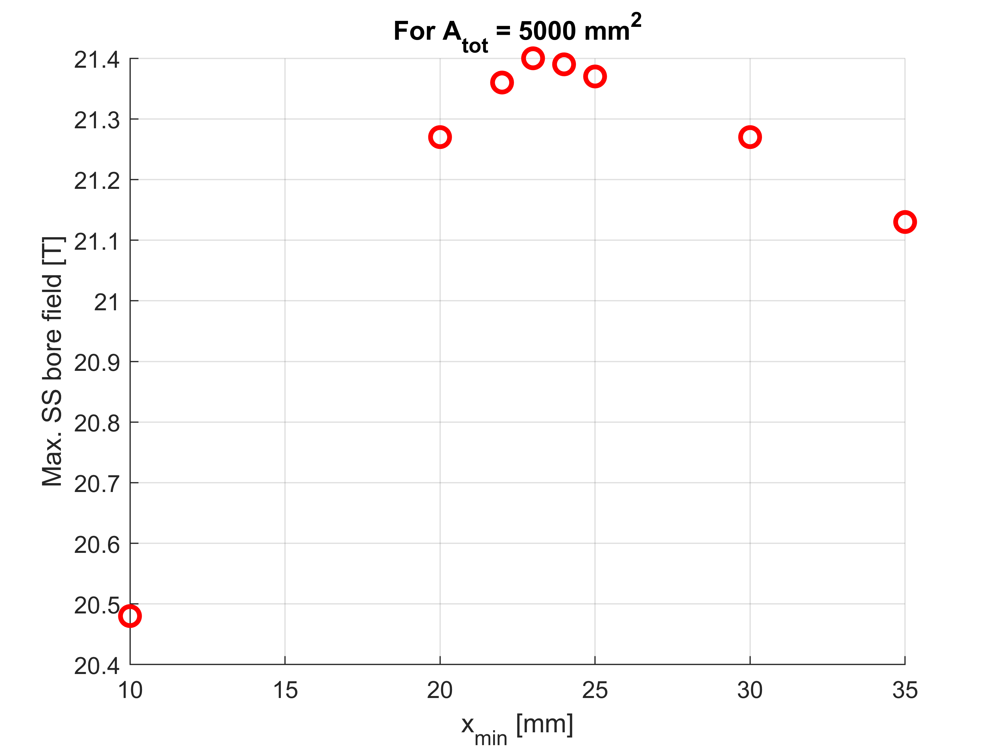 For A_tot = 5000 mm^2
Max. SS bore field [T]
21.4
21.3
21.2
21.1
21
20.9
20.8
20.7
20.6
20.5
20.4
10 15 20 25 30 35
x_min [mm]